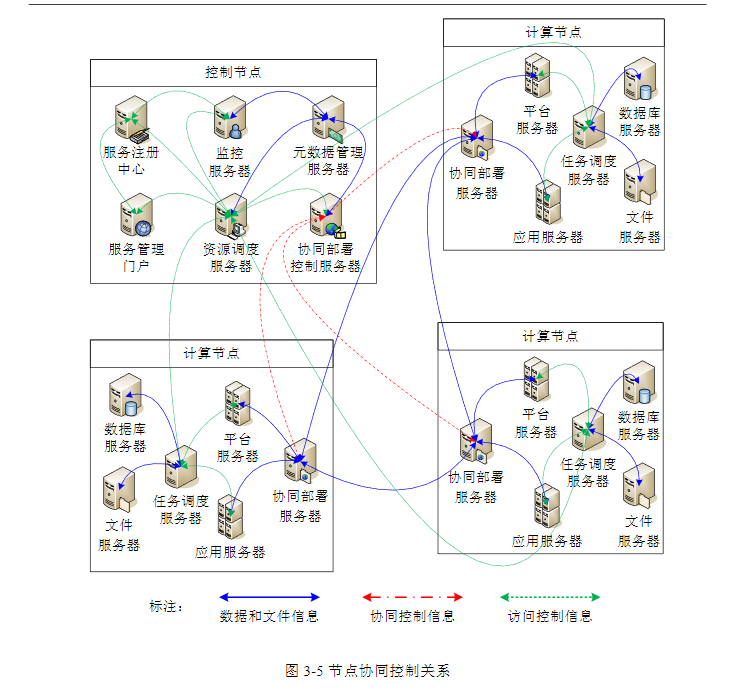 控制节点
服务注册
中心
监控
服务器
元数据管理
服务器
服务管理
门户
资源调度
服务器
协同部署
控制服务器
计算节点
平台
服务器
数据库
服务器
协同部署
服务器
任务调度
服务器
应用服务器
文件
服务器
计算节点
数据库
服务器
平台
服务器
文件
服务器
任务调度
服务器
应用服务器
协同部署
服务器
计算节点
平台
服务器
数据库
服务器
协同部署
服务器
任务调度
服务器
应用服务器
文件
服务器
标注：
数据和文件信息
协同控制信息
访问控制信息
图 3-5 节点协同控制关系